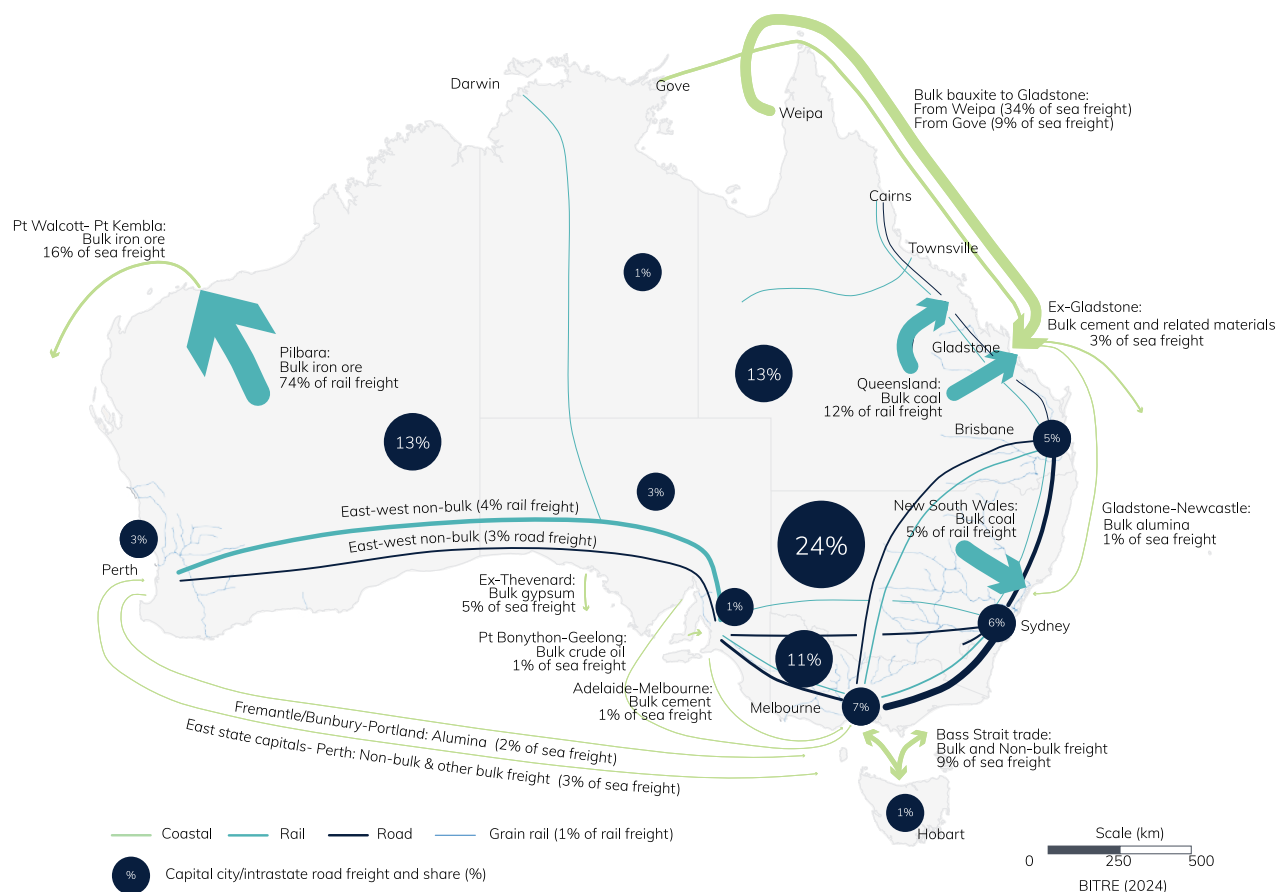 Darwin
Gove
Weipa
Bulk bauxite to Gladstone:
From Weipa (34% of sea freight)
From Gove (9% of sea freight)
Cairns
Pt Walcott- Pt Kembla:
Bulk iron ore
16% of sea freight
Townsville
1%
Ex-Gladstone:
Bulk cement and related materials
3% of sea freight
Pilbara:
Bulk iron ore
74% of rail freight
Gladstone
13%
Queensland:
Bulk coal
12% of rail freight
13%
Brisbane
5%
3%
East-west non-bulk (4% rail freight)
New South Wales:
Bulk coal
5% of rail freight
Gladstone-Newcastle:
Bulk alumina
1% of sea freight
3%
Perth
East-west non-bulk (3% road freight)
24%
Ex-Thevenard:
Bulk gypsum
5% of sea freight
1%
6%
Sydney
Pt Bonython-Geelong:
Bulk crude oil
1% of sea freight
11%
Adelaide-Melbourne:
Bulk cement
1% of sea freight
Melbourne
7%
Fremantle/Bunbury-Portland: Alumina (2% of sea freight)
East state capitals- Perth: Non-bulk & other bulk freight (3% of sea freight)
Bass Strait trade:
Bulk and Non-bulk freight
9% of sea freight
1%
Hobart
Coastal
Rail
Road
Grain rail (1% of rail freight)
Scale (km)
0 250 500
% Capital city/intrastate road freight and share (%)
BITRE (2024)